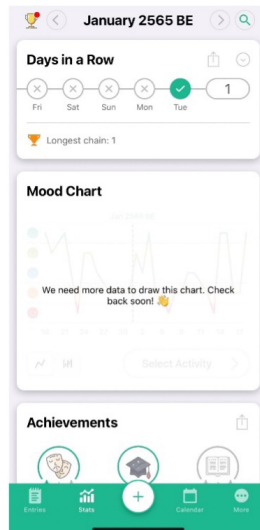 January 2565 BE
Days in a Row
1
Fri Sat Sun Mon Tue
Longest chain: 1
Mood Chart
We need more data to draw this chart. Check
back soon! 👋
Select Activity
Achievements
Entries Stats Calendar More